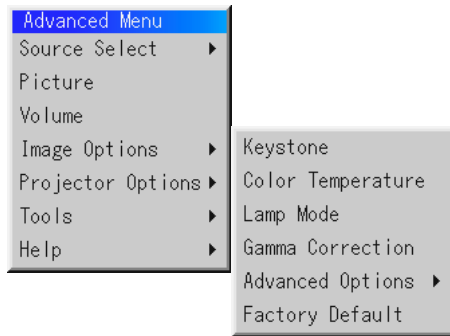 Advanced Menu
Source Select
Picture
Volume
Image Options
Projector Options
Tools
Help
Keystone
Color Temperature
Lamp Mode
Gamma Correction
Advanced Options
Factory Default